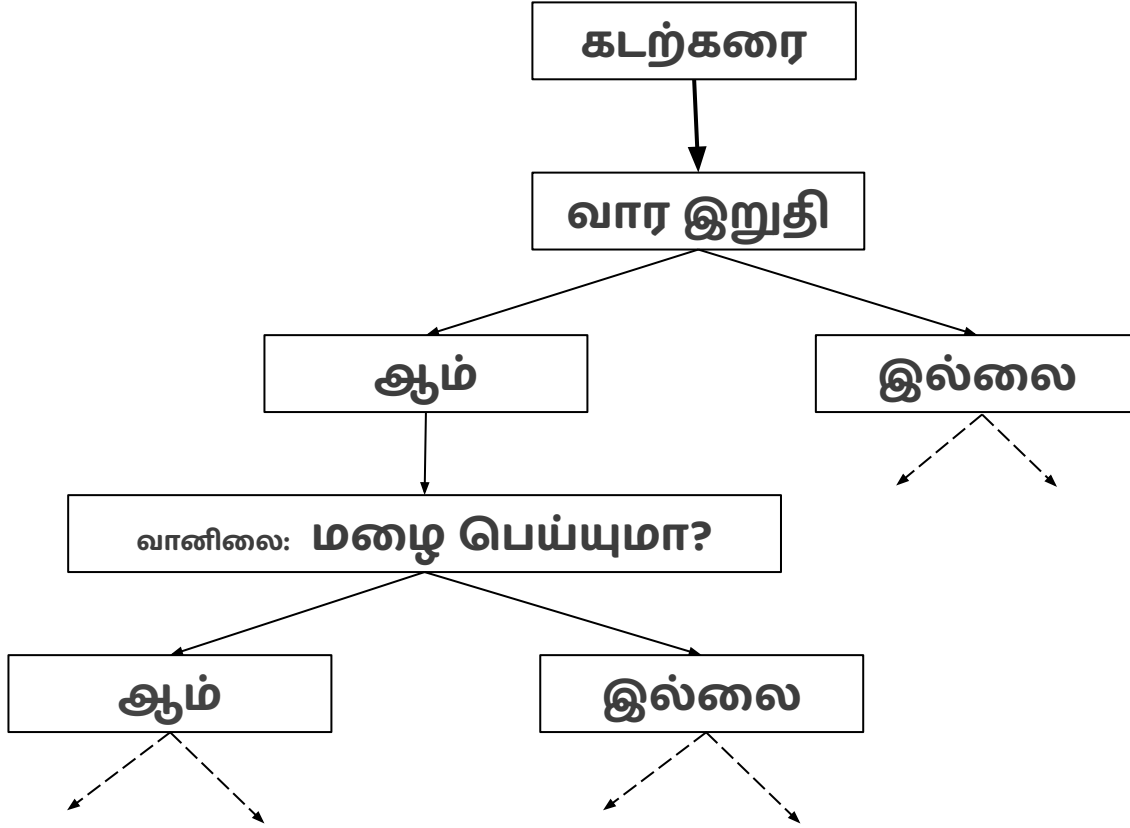 கடற்கரை
வார இறுதி
ஆம்
இல்லை
வானிலை: மழை பெய்யுமா?
ஆம்
இல்லை